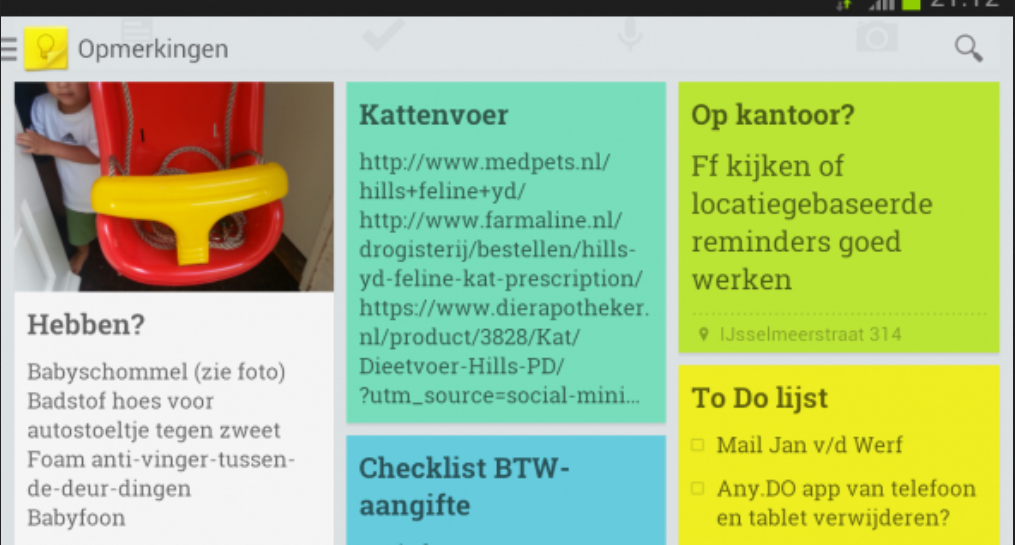 Opmerkingen
Hebben?
Babyschommel (zie foto)
Badstof hoes voor
autostoeltje tegen zweet
Foam anti-vinger-tussen-
de-deur-dingen
Babyfoon
Kattenvoer
http://www.medpets.nl/
hills+feline+yd/
http://www.farmaline.nl/
drogisterij/bestellen/hills-
yd-feline-kat-prescription/
https://www.dierapotheker.
nl/product/3828/Kat/
Dieetvoer-Hills-PD/
?utm_source=social-mini...
Checklist BTW-
aangifte
Op kantoor?
Ff kijken of
locatiegebaseerde
reminders goed
werken
IJsselmeerstraat 314
To Do lijst
Mail Jan v/d Werf
Any.DO app van telefoon
en tablet verwijderen?